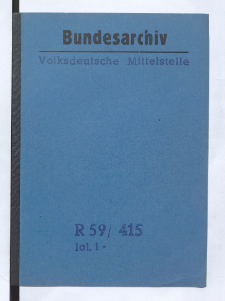 Bundesarchiv
Volksdeutsche Mittelstelle
R 59/ 415
fol. 1-